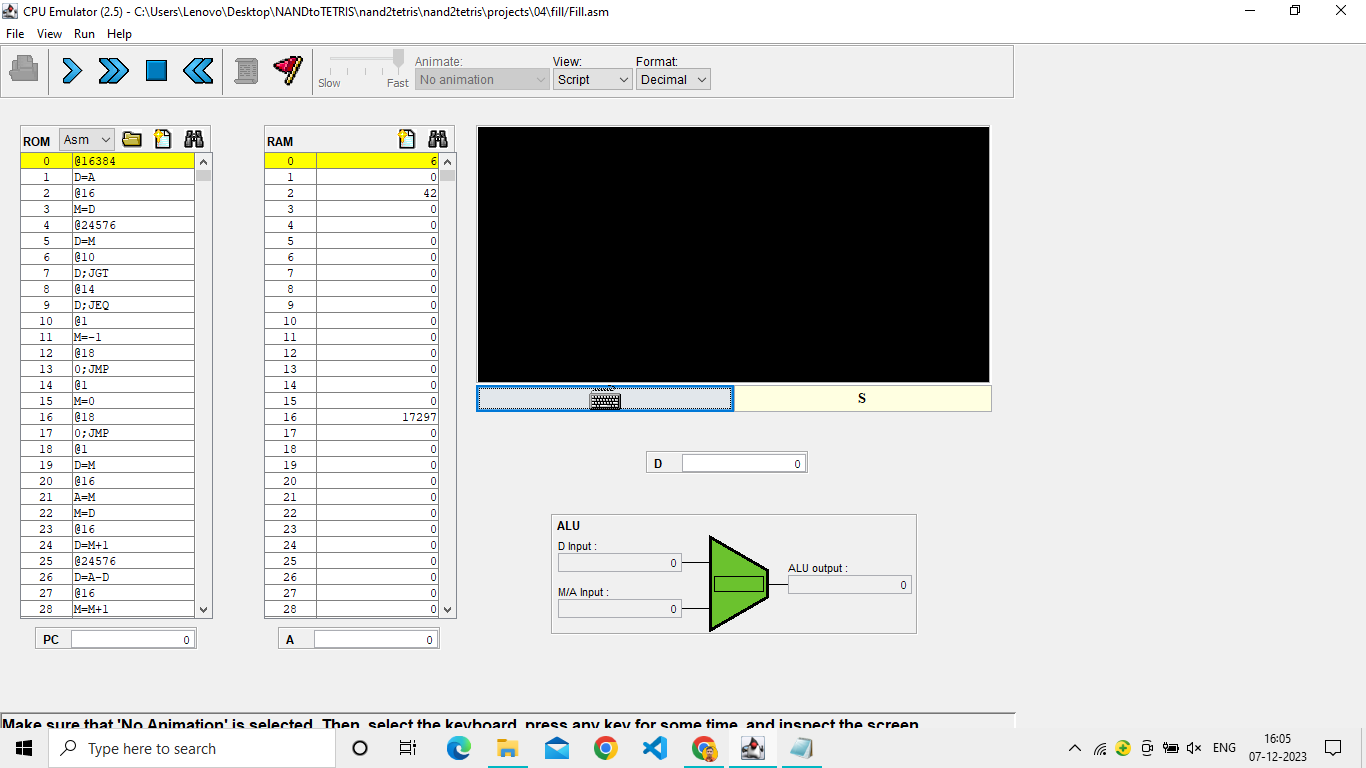 CPU Emulator (2.5) - C:\Users\Lenovo\Desktop\NANDtoTETRIS\nand2tetris\nand2tetris\projects\04\fill/Fill.asm
File View Run Help
Slow Fast
Animate:
No animation
View:
Script
Format:
Decimal
ROM Asm
0 @16384
1 D=A
2 @16
3 M=D
4 @24576
5 D=M
6 @10
7 D;JGT
8 @14
9 D;JEQ
10 @1
11 M=-1
12 @18
13 0;JMP
14 @1
15 M=0
16 @18
17 0;JMP
18 @1
19 D=M
20 @16
21 A=M
22 M=D
23 @16
24 D=M+1
25 @24576
26 D=A-D
27 @16
28 M=M+1
PC 0
RAM
0 6
1 0
2 42
3 0
4 0
5 0
6 0
7 0
8 0
9 0
10 0
11 0
12 0
13 0
14 0
15 0
16 17297
17 0
18 0
19 0
20 0
21 0
22 0
23 0
24 0
25 0
26 0
27 0
28 0
A 0
S
D 0
ALU
D Input :
0
M/A Input :
0
ALU output :
0
Make sure that 'No Animation' is selected. Then, select the keyboard, press any key for some time, and inspect the screen.
Type here to search
ENG
16:05
07-12-2023